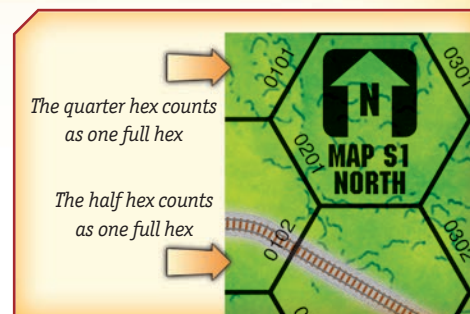 The quarter hex counts
as one full hex
The half hex counts
as one full hex
0101
0301
N
0201
MAP S1
NORTH
0102
0302